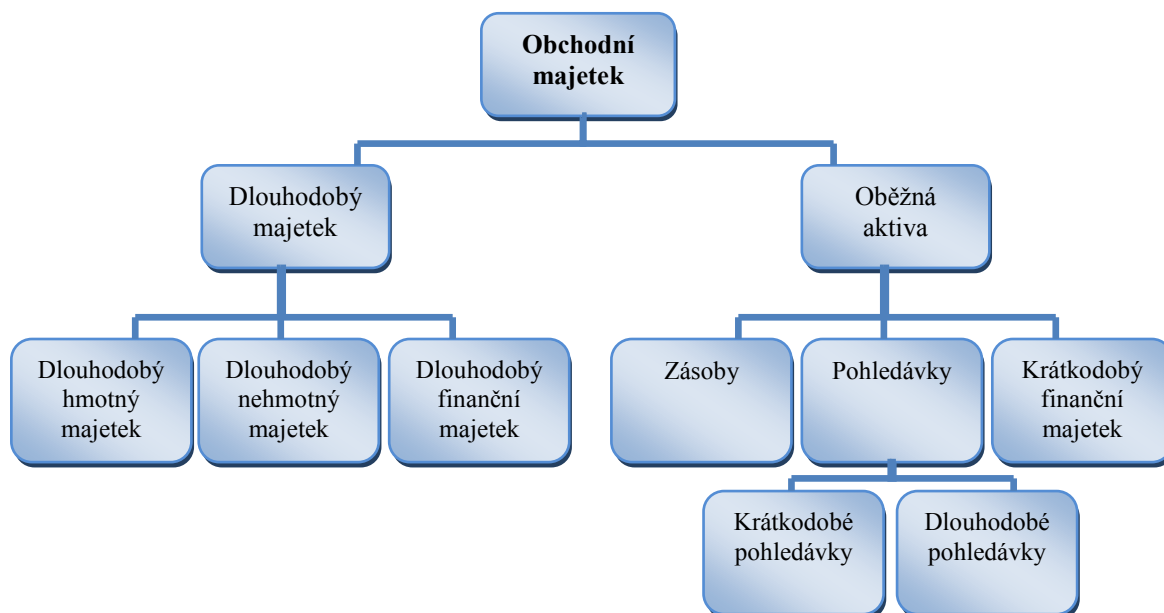 Obchodní
majetek
Dlouhodobý
majetek
Oběžná
aktiva
Dlouhodobý
hmotný
majetek
Dlouhodobý
nehmotný
majetek
Dlouhodobý
finanční
majetek
Zásoby
Pohledávky
Krátkodobý
finanční
majetek
Krátkodobé
pohledávky
Dlouhodobé
pohledávky